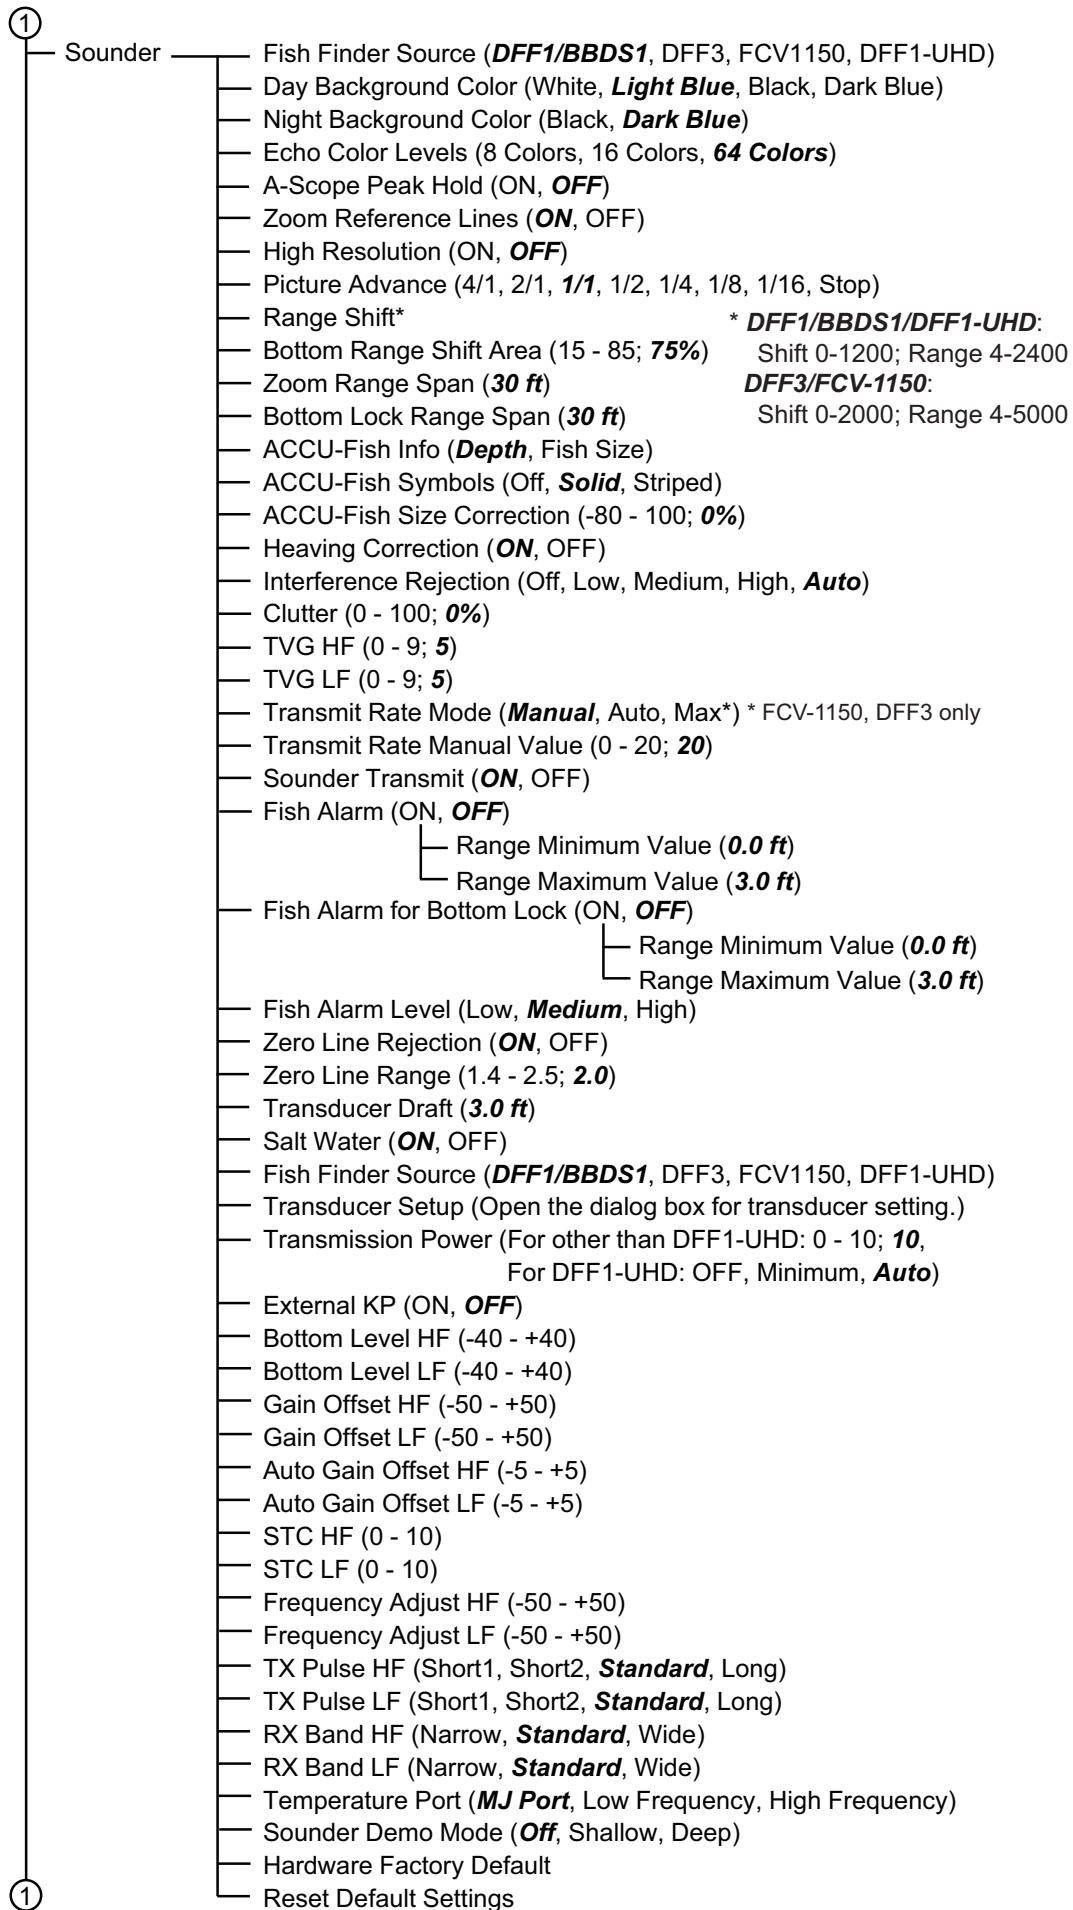 1
Sounder
Fish Finder Source (DFF1/BBDS1, DFF3, FCV1150, DFF1-UHD)
Day Background Color (White, Light Blue, Black, Dark Blue)
Night Background Color (Black, Dark Blue)
Echo Color Levels (8 Colors, 16 Colors, 64 Colors)
A-Scope Peak Hold (ON, OFF)
Zoom Reference Lines (ON, OFF)
High Resolution (ON, OFF)
Picture Advance (4/1, 2/1, 1/1, 1/2, 1/4, 1/8, 1/16, Stop)
Range Shift*
* DFF1/BBDS1/DFF1-UHD:
Shift 0-1200; Range 4-2400
DFF3/FCV-1150:
Shift 0-2000; Range 4-5000
Bottom Range Shift Area (15 - 85; 75%)
Zoom Range Span (30 ft)
Bottom Lock Range Span (30 ft)
ACCU-Fish Info (Depth, Fish Size)
ACCU-Fish Symbols (Off, Solid, Striped)
ACCU-Fish Size Correction (-80 - 100; 0%)
Heaving Correction (ON, OFF)
Interference Rejection (Off, Low, Medium, High, Auto)
Clutter (0 - 100; 0%)
TVG HF (0 - 9; 5)
TVG LF (0 - 9; 5)
Transmit Rate Mode (Manual, Auto, Max*) * FCV-1150, DFF3 only
Transmit Rate Manual Value (0 - 20; 20)
Sounder Transmit (ON, OFF)
Fish Alarm (ON, OFF)
Range Minimum Value (0.0 ft)
Range Maximum Value (3.0 ft)
Fish Alarm for Bottom Lock (ON, OFF)
Range Minimum Value (0.0 ft)
Range Maximum Value (3.0 ft)
Fish Alarm Level (Low, Medium, High)
Zero Line Rejection (ON, OFF)
Zero Line Range (1.4 - 2.5; 2.0)
Transducer Draft (3.0 ft)
Salt Water (ON, OFF)
Fish Finder Source (DFF1/BBDS1, DFF3, FCV1150, DFF1-UHD)
Transducer Setup (Open the dialog box for transducer setting.)
Transmission Power (For other than DFF1-UHD: 0 - 10; 10,
For DFF1-UHD: OFF, Minimum, Auto)
External KP (ON, OFF)
Bottom Level HF (-40 - +40)
Bottom Level LF (-40 - +40)
Gain Offset HF (-50 - +50)
Gain Offset LF (-50 - +50)
Auto Gain Offset HF (-5 - +5)
Auto Gain Offset LF (-5 - +5)
STC HF (0 - 10)
STC LF (0 - 10)
Frequency Adjust HF (-50 - +50)
Frequency Adjust LF (-50 - +50)
TX Pulse HF (Short1, Short2, Standard, Long)
TX Pulse LF (Short1, Short2, Standard, Long)
RX Band HF (Narrow, Standard, Wide)
RX Band LF (Narrow, Standard, Wide)
Temperature Port (MJ Port, Low Frequency, High Frequency)
Sounder Demo Mode (Off, Shallow, Deep)
Hardware Factory Default
Reset Default Settings
1